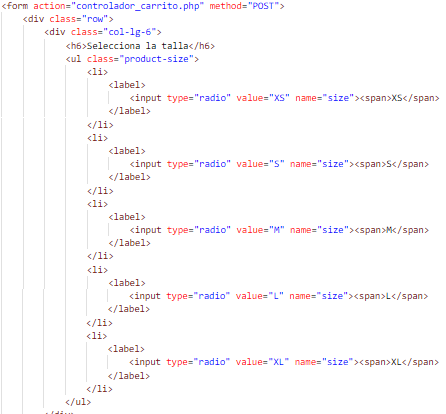 <form action="controlador_carrito.php" method="POST">
<div class="row">
<div class="col-lg-6">
<h6>Selecciona la talla</h6>
<ul class="product-size">
<li>
<label>
<input type="radio" value="XS" name="size"><span>XS</span>
</label>
</li>
<li>
<label>
<input type="radio" value="S" name="size"><span>S</span>
</label>
</li>
<li>
<label>
<input type="radio" value="M" name="size"><span>M</span>
</label>
</li>
<li>
<label>
<input type="radio" value="L" name="size"><span>L</span>
</label>
</li>
<li>
<label>
<input type="radio" value="XL" name="size"><span>XL</span>
</label>
</li>
</ul>
</div>